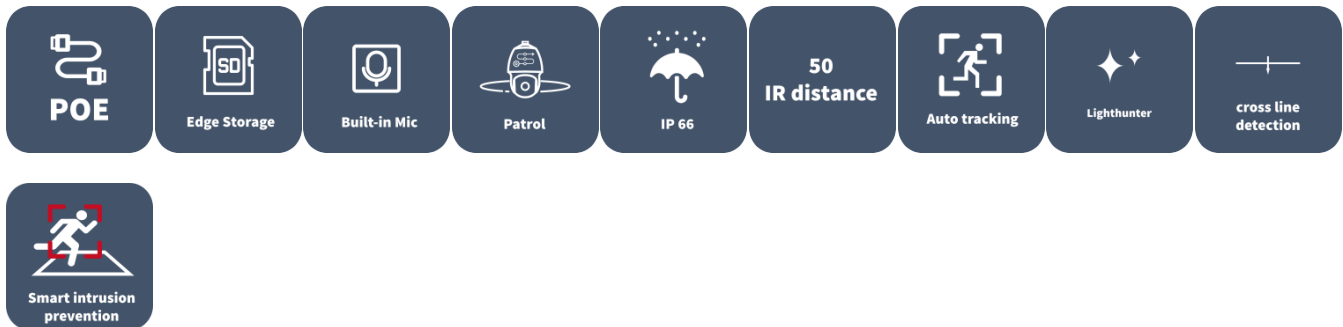 POE
SD
Edge Storage
Built-in Mic
Patrol
IP 66
50
IR distance
Auto tracking
Lighthunter
cross line
detection
Smart intrusion
prevention